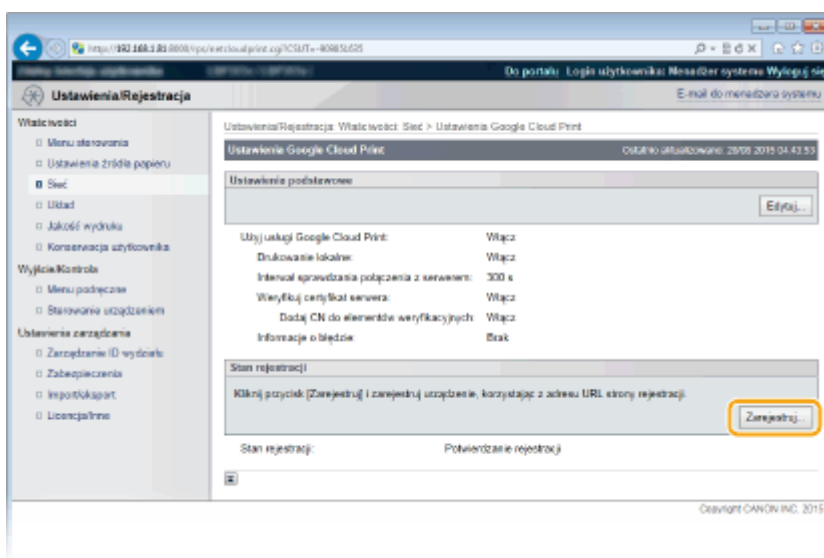 Do portalu Login użytkownika: Menadżer systemu Wyloguj się
Ustawienia/Rejestracja
E-mail do menadżera systemu
Właściwości
Menu sterowania
Ustawienia źródła papieru
Sieć
Układ
Jakość wydruku
Konserwacja użytkownika
Wyjście/Kontrola
Menu podręczne
Sterowanie urządzeniem
Ustawienia zarządzania
Zarządzanie ID wydziału
Zabezpieczenia
Import/eksport
Licencja/Inne
Ustawienia/Rejestracja: Właściwości: Sieć > Ustawienia Google Cloud Print
Ustawienia Google Cloud Print
Ostatnio aktualizowane: 28/08 2015 04:43:53
Ustawienia podstawowe
Edytuj...
Użyj usługi Google Cloud Print: Włącz
Drukowanie lokalne: Włącz
Interwał sprawdzania połączenia z serwerem: 300 s
Weryfikuj certyfikat serwera: Włącz
Dodaj CN do elementów weryfikacyjnych: Włącz
Informacje o błędzie: Brak
Stan rejestracji
Kliknij przycisk [Zarejestruj] i zarejestruj urządzenie, korzystając z adresu URL strony rejestracji.
Zarejestruj...
Stan rejestracji: Potwierdzanie rejestracji
Copyright CANON INC. 2015